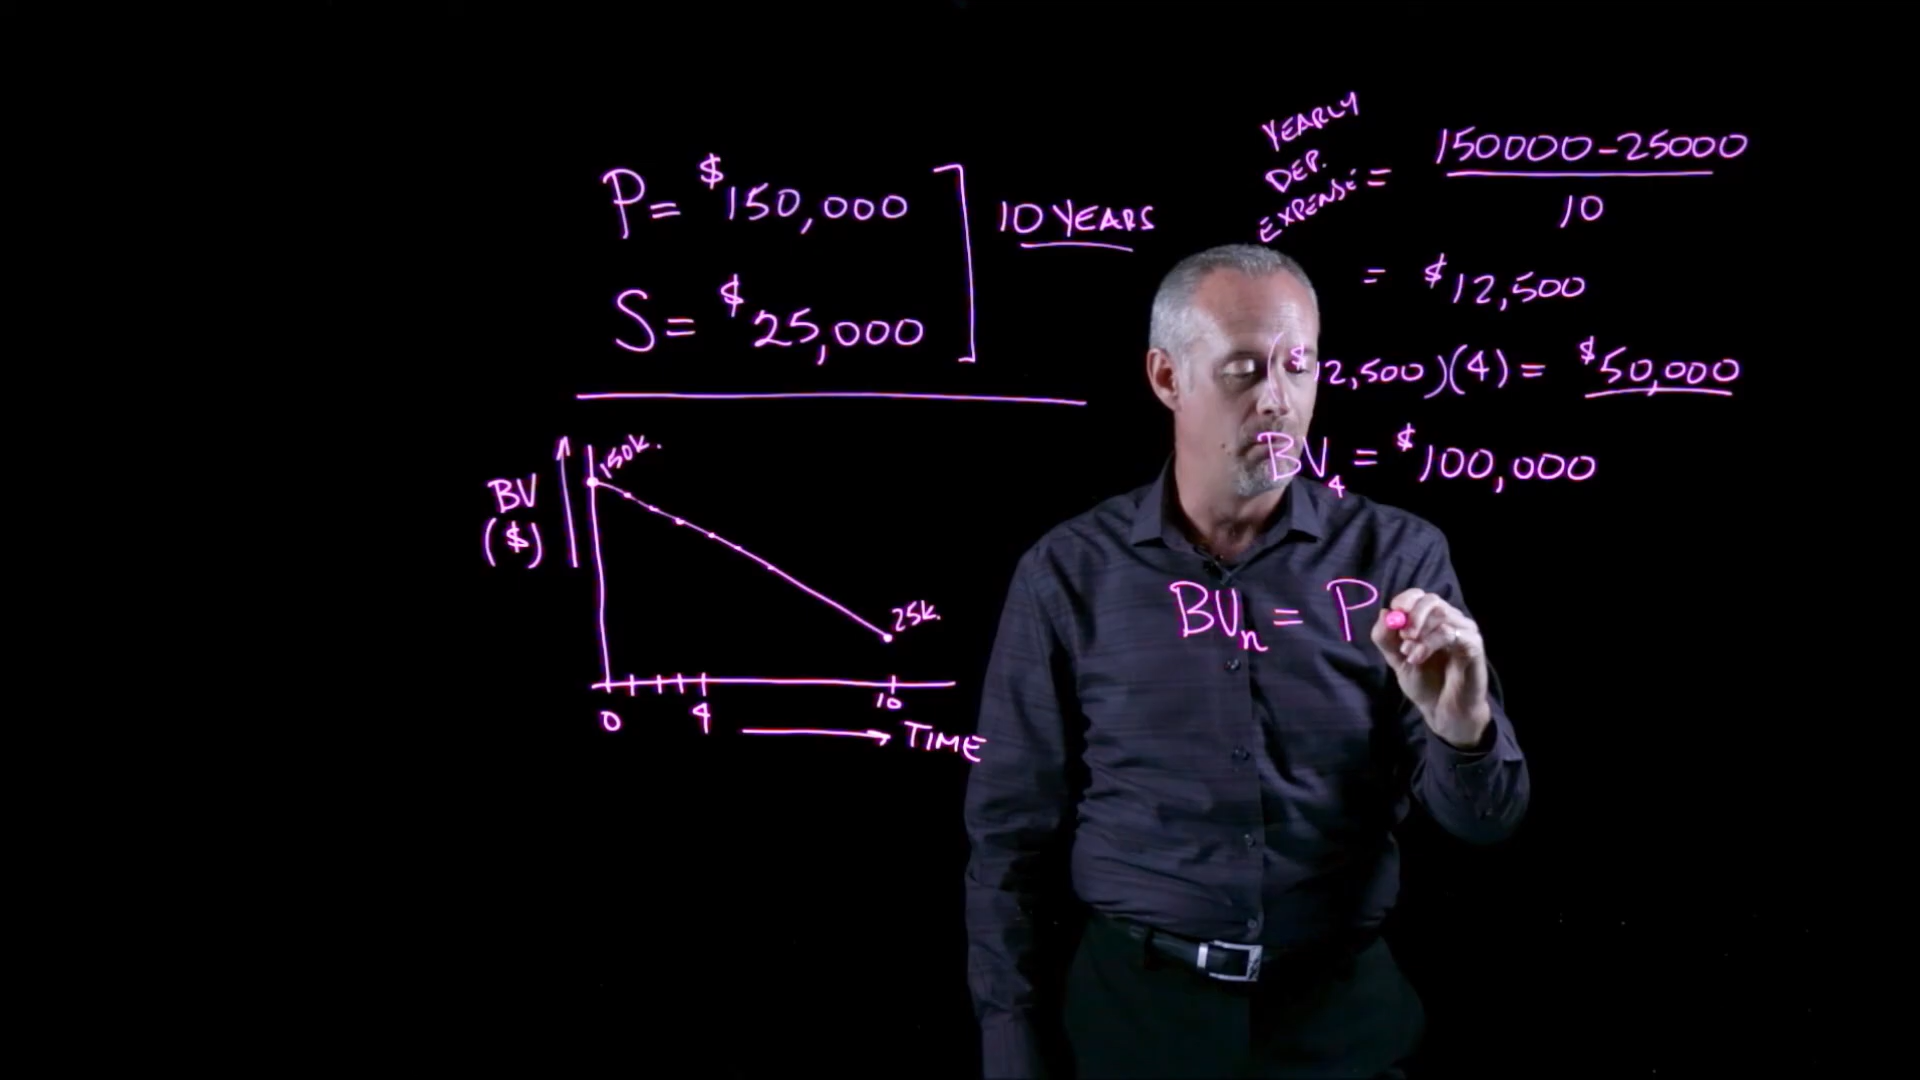 P = $150,000
S = $25,000
10 YEARS
YEARLY
DEP.
EXPENSE = 150000 - 25000
10
= $12,500
($12,500)(4) = $50,000
BV4 = $100,000
BVn = P
BV
($)
150k.
25k.
0 4 10
TIME